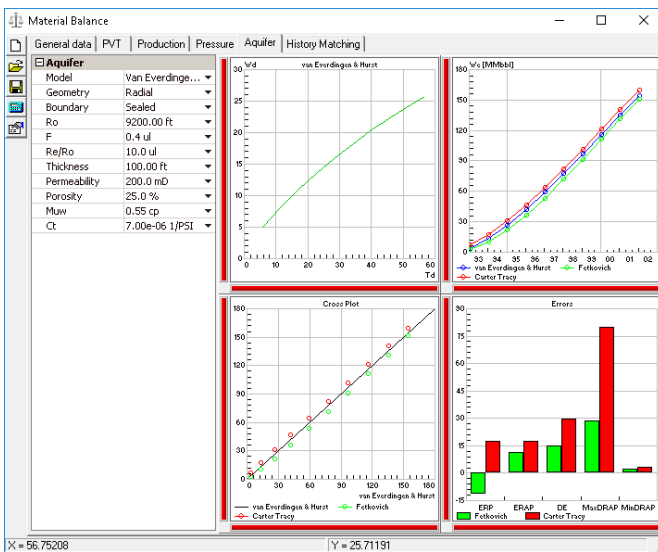 Material Balance
General data PVT Production Pressure Aquifer History Matching
Aquifer
Model Van Everdinge...
Geometry Radial
Boundary Sealed
Ro 9200.00 ft
F 0.4 ul
Re/Ro 10.0 ul
Thickness 100.00 ft
Permeability 200.0 mD
Porosity 25.0 %
Muw 0.55 cp
Ct 7.00e-06 1/PSI
Wd van Everdingen & Hurst
30
25
20
15
10
5
0
0 10 20 30 40 50 60
Td
We [MMbbl]
180
150
120
90
60
30
0
93 94 95 96 97 98 99 00 01 02
van Everdingen & Hurst Fetkovich
Carter Tracy
Cross Plot
180
150
120
90
60
30
0
0 30 60 90 120 150 180
van Everdingen & Hurst
van Everdingen & Hurst Fetkovich
Carter Tracy
Errors
90
75
60
45
30
15
0
-15
ERP ERAP DE MaxDRAP MinDRAP
Fetkovich Carter Tracy
X = 56.75208 Y = 25.71191